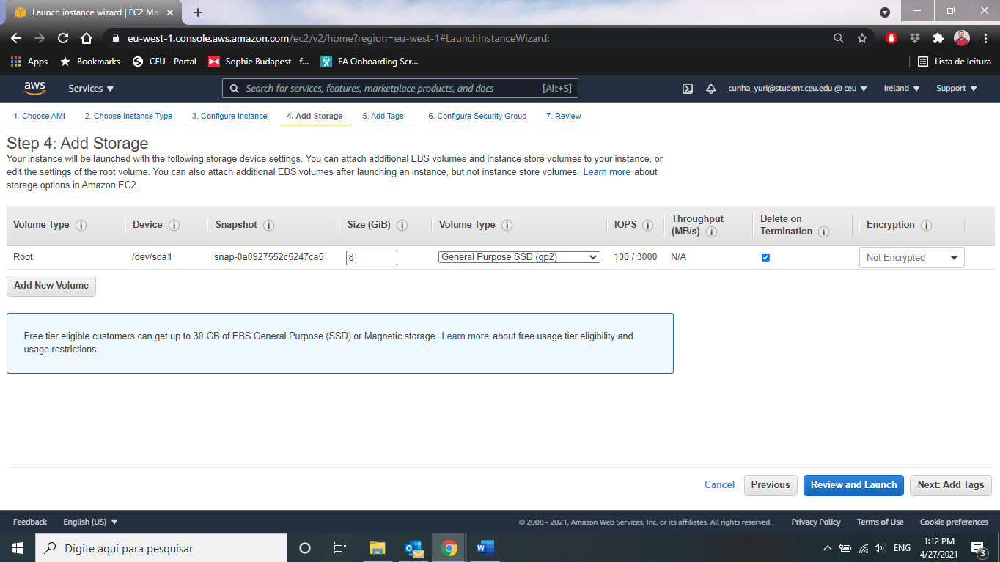 Launch instance wizard | EC2 Ma
eu-west-1.console.aws.amazon.com/ec2/v2/home?region=eu-west-1#LaunchInstanceWizard:
Apps Bookmarks CEU - Portal Sophie Budapest - f... EA Onboarding Scr... Lista de leitura
aws Services Search for services, features, marketplace products, and docs [Alt+S] cunha_yuri@student.ceu.edu @ ceu Ireland Support
1. Choose AMI 2. Choose Instance Type 3. Configure Instance 4. Add Storage 5. Add Tags 6. Configure Security Group 7. Review
Step 4: Add Storage
Your instance will be launched with the following storage device settings. You can attach additional EBS volumes and instance store volumes to your instance, or
edit the settings of the root volume. You can also attach additional EBS volumes after launching an instance, but not instance store volumes. Learn more about
storage options in Amazon EC2.
Volume Type i Device i Snapshot i Size (GiB) i Volume Type i IOPS i Throughput (MB/s) i Delete on Termination i Encryption i
Root /dev/sda1 snap-0a0927552c5247ca5 8 General Purpose SSD (gp2) 100 / 3000 N/A Not Encrypted
Add New Volume
Free tier eligible customers can get up to 30 GB of EBS General Purpose (SSD) or Magnetic storage. Learn more about free usage tier eligibility and
usage restrictions.
Cancel Previous Review and Launch Next: Add Tags
Feedback English (US) © 2008 - 2021, Amazon Web Services, Inc. or its affiliates. All rights reserved. Privacy Policy Terms of Use Cookie preferences
Digite aqui para pesquisar ENG 1:12 PM
4/27/2021 3